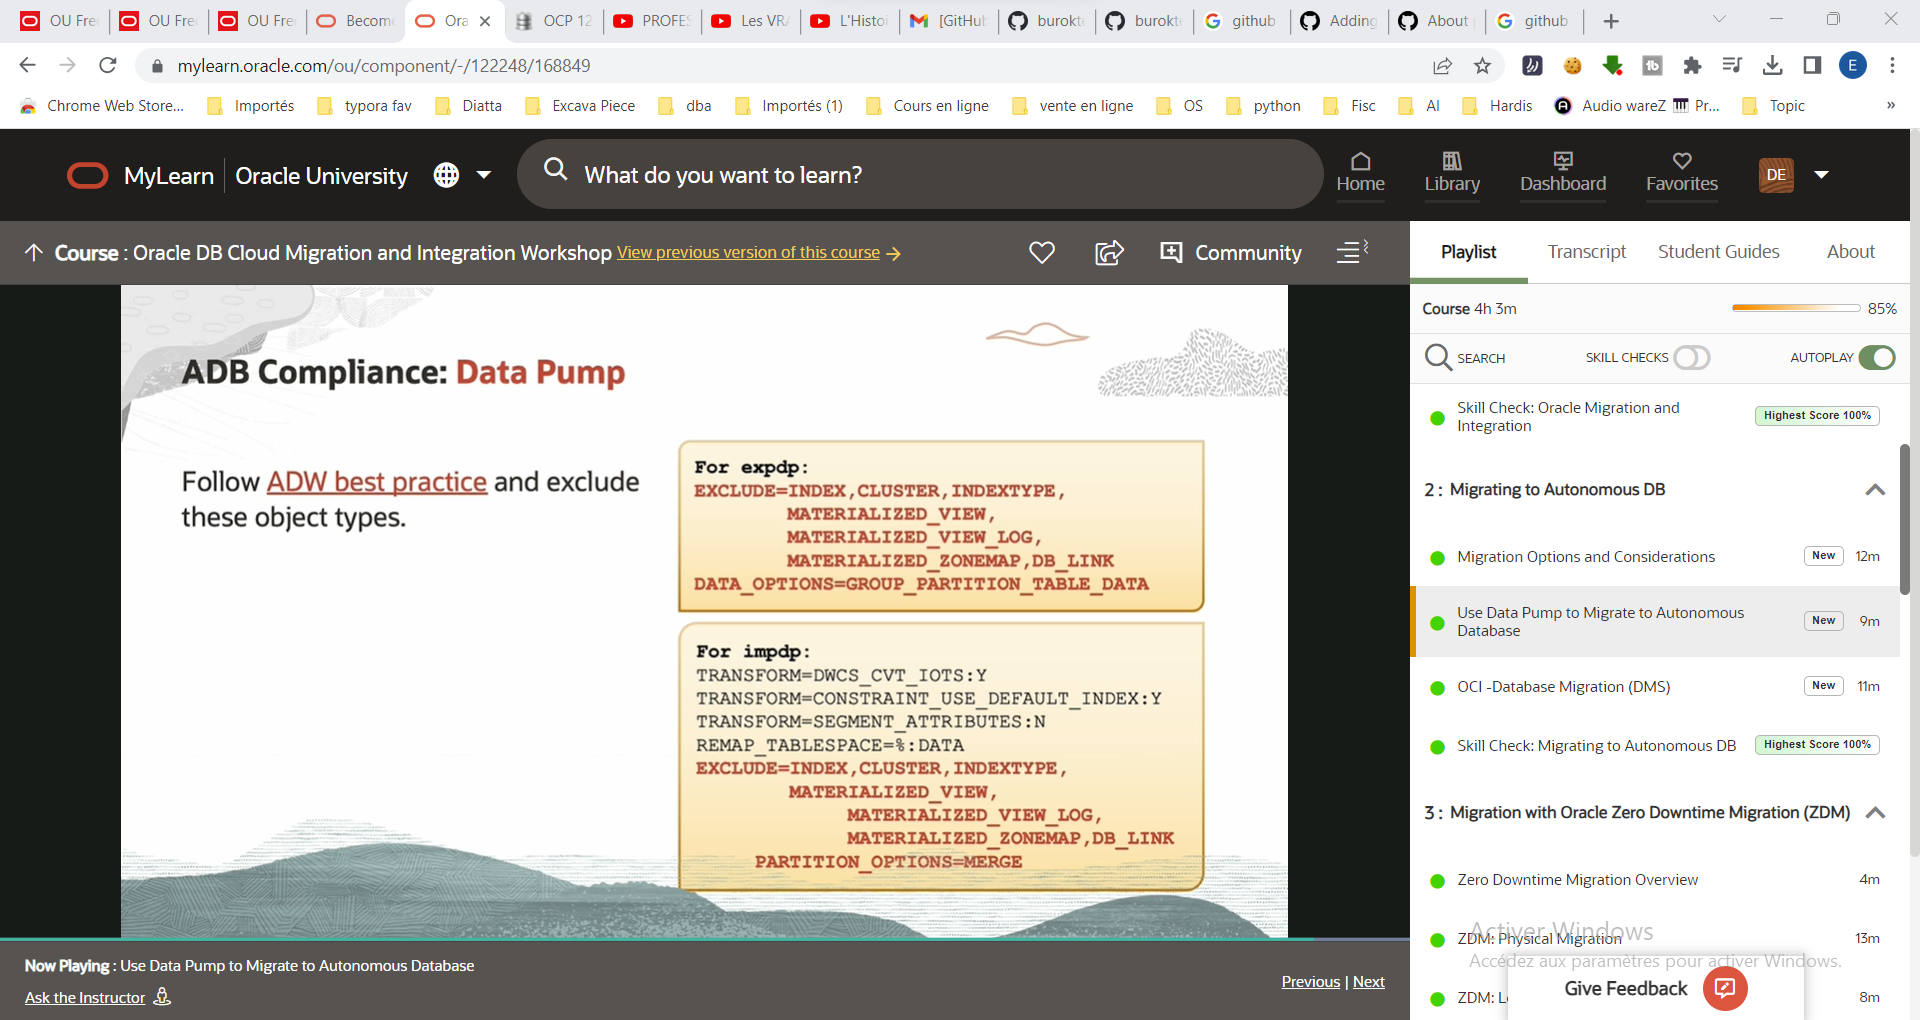 OU Fre
OU Fre
OU Fre
Become
Ora
OCP 12
PROFES
Les VRA
L'Histoi
[GitHub
burokt
burokt
github
Adding
About
github
mylearn.oracle.com/ou/component/-/122248/168849
E
Chrome Web Store...
Importés
typora fav
Diatta
Excava Piece
dba
Importés (1)
Cours en ligne
vente en ligne
OS
python
Fisc
AI
Hardis
Audio wareZ
Pr...
Topic
»
MyLearn
Oracle University
What do you want to learn?
Home
Library
Dashboard
Favorites
DE
Course : Oracle DB Cloud Migration and Integration Workshop View previous version of this course
Community
ADB Compliance: Data Pump
Follow ADW best practice and exclude
these object types.
For expdp:
EXCLUDE=INDEX,CLUSTER,INDEXTYPE,
MATERIALIZED_VIEW,
MATERIALIZED_VIEW_LOG,
MATERIALIZED_ZONEMAP,DB_LINK
DATA_OPTIONS=GROUP_PARTITION_TABLE_DATA
For impdp:
TRANSFORM=DWCS_CVT_IOTS:Y
TRANSFORM=CONSTRAINT_USE_DEFAULT_INDEX:Y
TRANSFORM=SEGMENT_ATTRIBUTES:N
REMAP_TABLESPACE=%:DATA
EXCLUDE=INDEX,CLUSTER,INDEXTYPE,
MATERIALIZED_VIEW,
MATERIALIZED_VIEW_LOG,
MATERIALIZED_ZONEMAP,DB_LINK
PARTITION_OPTIONS=MERGE
Now Playing : Use Data Pump to Migrate to Autonomous Database
Ask the Instructor
Previous | Next
Playlist
Transcript
Student Guides
About
Course 4h 3m
85%
SEARCH
SKILL CHECKS
AUTOPLAY
Skill Check: Oracle Migration and
Integration
Highest Score 100%
2 : Migrating to Autonomous DB
Migration Options and Considerations
New
12m
Use Data Pump to Migrate to Autonomous
Database
New
9m
OCI -Database Migration (DMS)
New
11m
Skill Check: Migrating to Autonomous DB
Highest Score 100%
3 : Migration with Oracle Zero Downtime Migration (ZDM)
Zero Downtime Migration Overview
4m
Activer Windows
ZDM: Physical Migration
13m
Accédez aux paramètres pour activer Windows.
ZDM: L
8m
Give Feedback